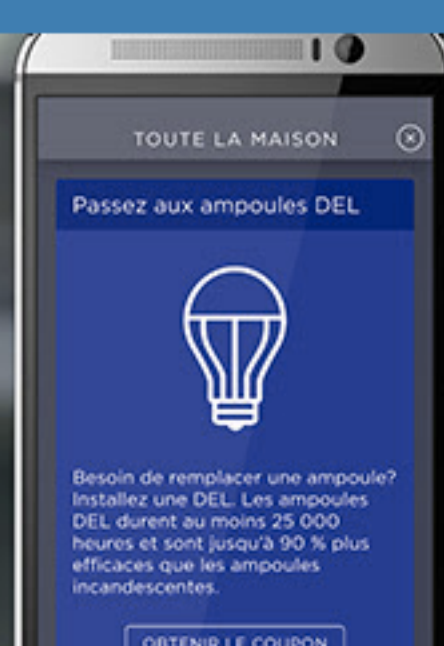 TOUTE LA MAISON
Passez aux ampoules DEL
Besoin de remplacer une ampoule?
Installez une DEL. Les ampoules
DEL durent au moins 25 000
heures et sont jusqu'à 90 % plus
efficaces que les ampoules
incandescentes.
OBTENIR LE COUPON